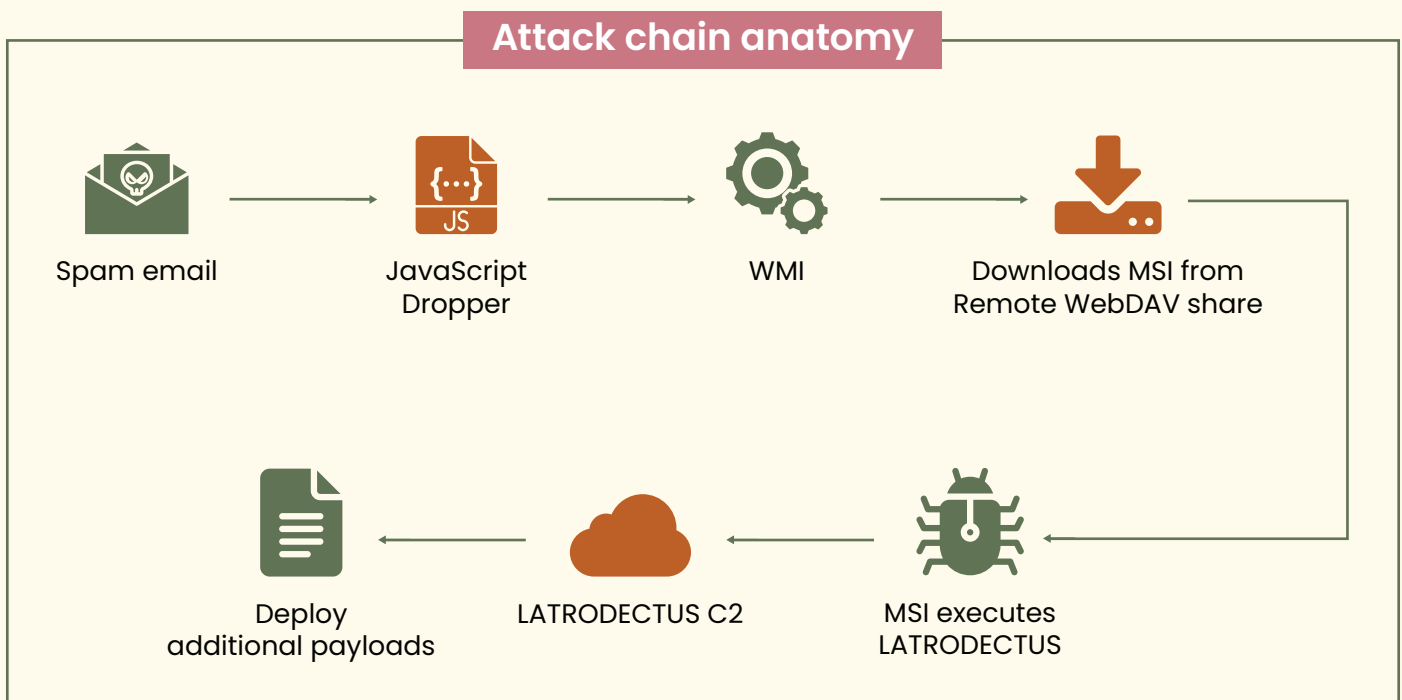 Attack chain anatomy
{...}
JS
Spam email
JavaScript
Dropper
WMI
Downloads MSI from
Remote WebDAV share
Deploy
additional payloads
LATRODECTUS C2
MSI executes
LATRODECTUS